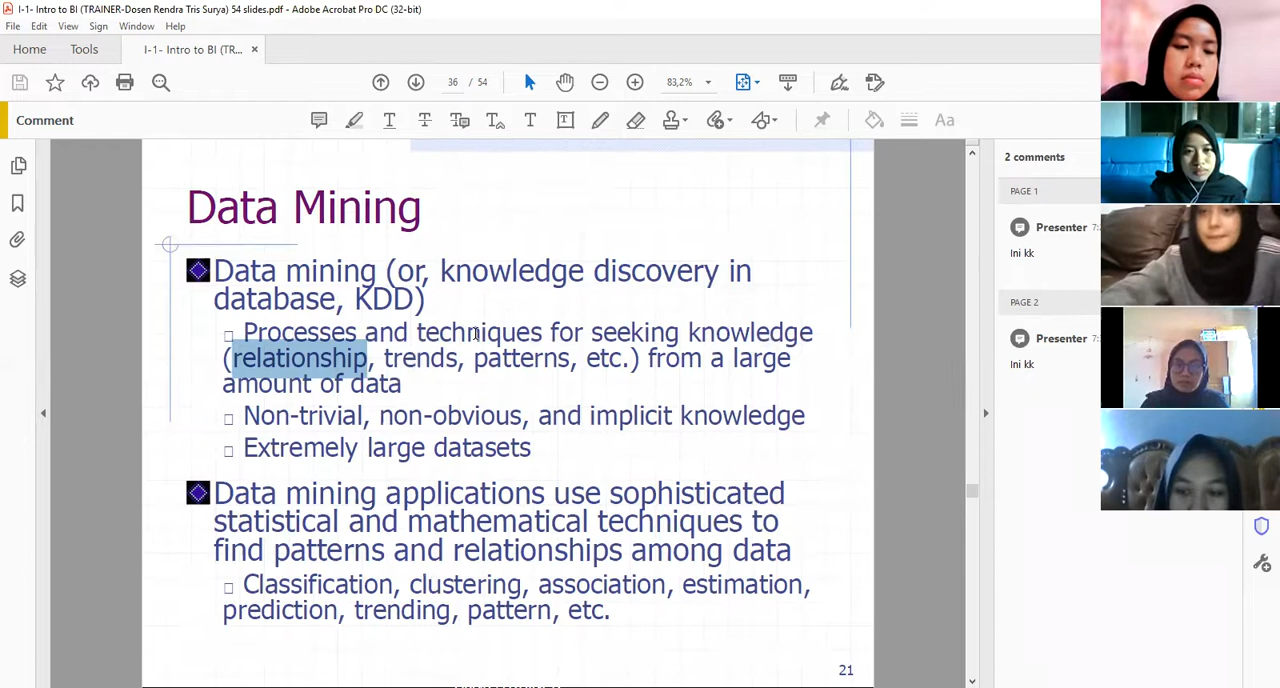 I-1- Intro to BI (TRAINER-Dosen Rendra Tris Surya) 54 slides.pdf - Adobe Acrobat Pro DC (32-bit)
File Edit View Sign Window Help
Home Tools I-1- Intro to BI (TR... ×
36 / 54 83,2%
Comment
Aa
2 comments
PAGE 1
Presenter
Ini kk
PAGE 2
Presenter
Ini kk
Data Mining
Data mining (or, knowledge discovery in
database, KDD)
Processes and techniques for seeking knowledge
(relationship, trends, patterns, etc.) from a large
amount of data
Non-trivial, non-obvious, and implicit knowledge
Extremely large datasets
Data mining applications use sophisticated
statistical and mathematical techniques to
find patterns and relationships among data
Classification, clustering, association, estimation,
prediction, trending, pattern, etc.
21